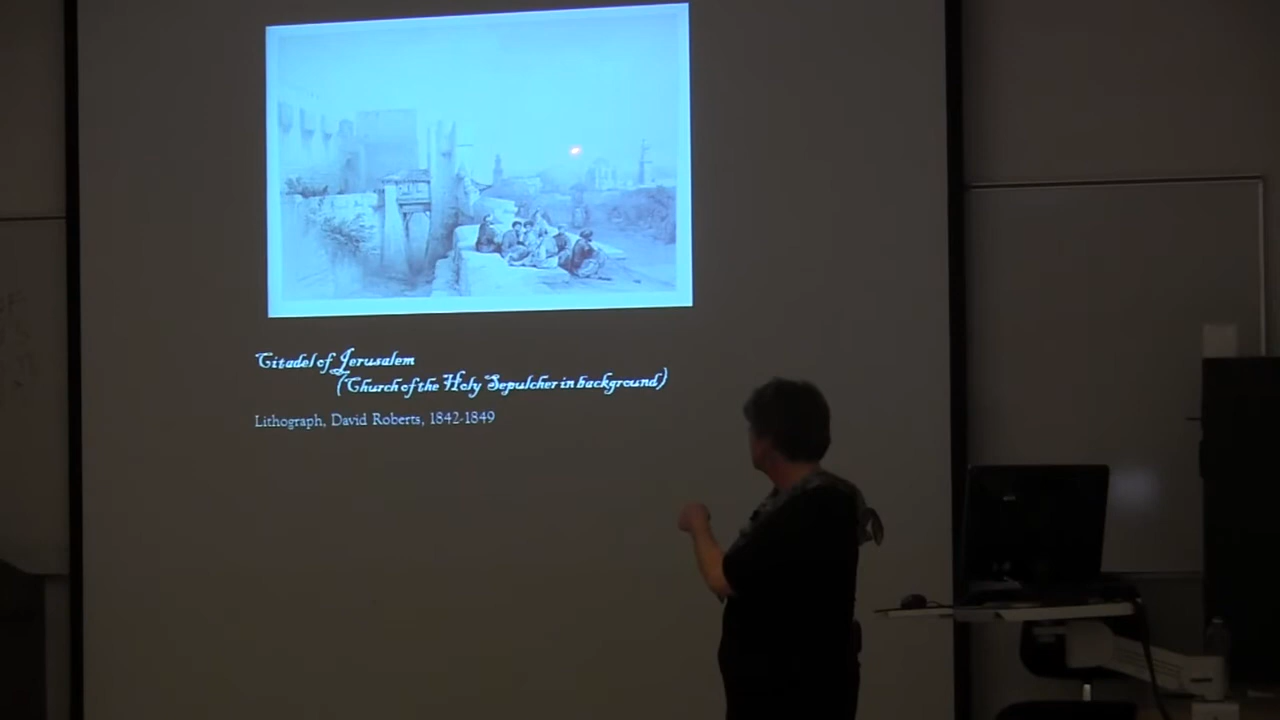 Citadel of Jerusalem
(Church of the Holy Sepulcher in background)
Lithograph, David Roberts, 1842-1849